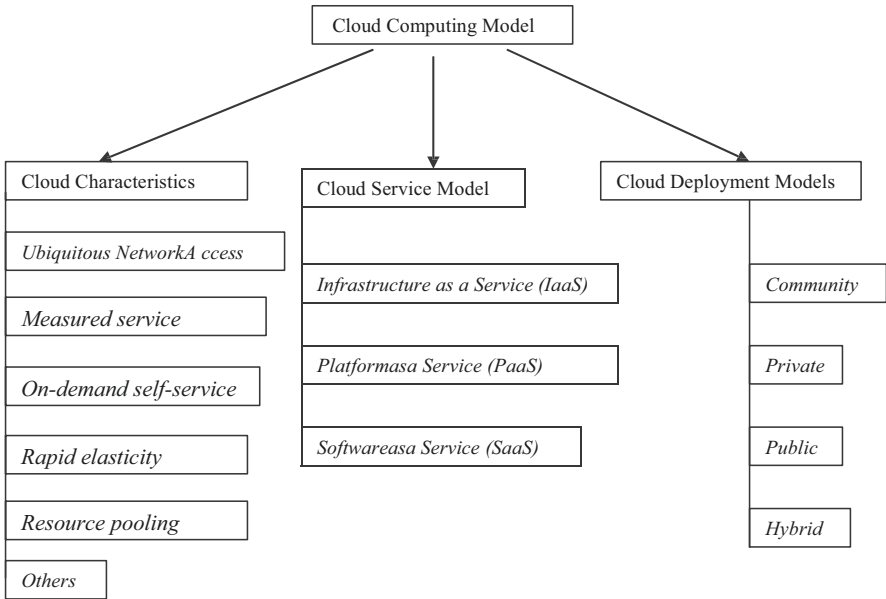 Cloud Computing Model
Cloud Characteristics
Ubiquitous NetworkA ccess
Measured service
On-demand self-service
Rapid elasticity
Resource pooling
Others
Cloud Service Model
Infrastructure as a Service (IaaS)
Platformasa Service (PaaS)
Softwareasa Service (SaaS)
Cloud Deployment Models
Community
Private
Public
Hybrid